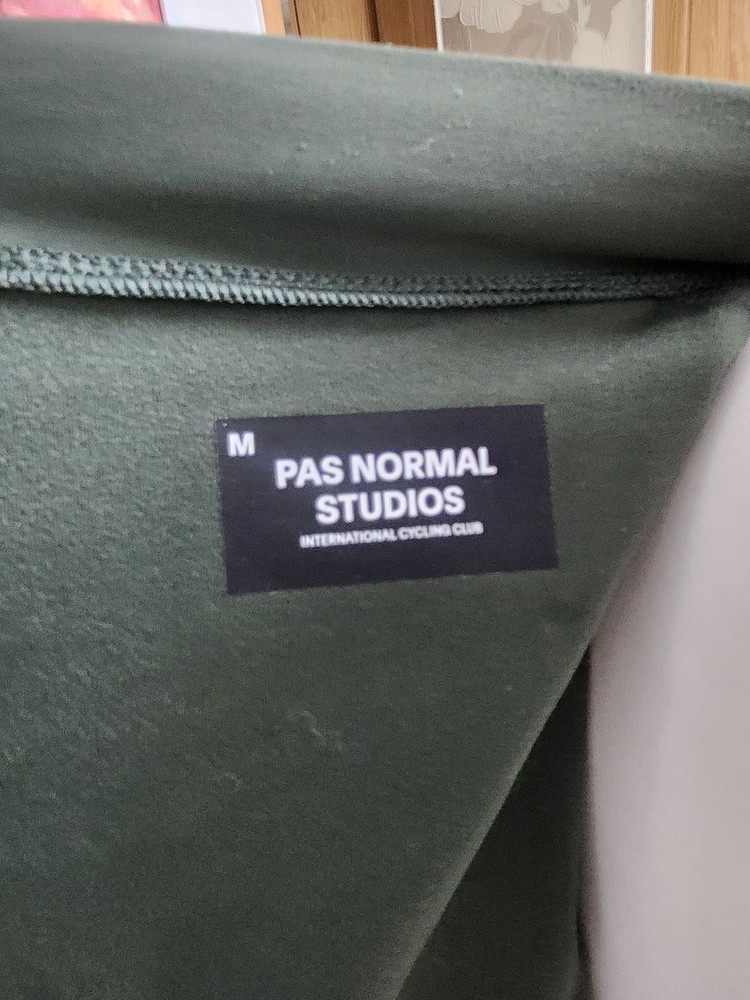 M
PAS NORMAL
STUDIOS
INTERNATIONAL CYCLING CLUB